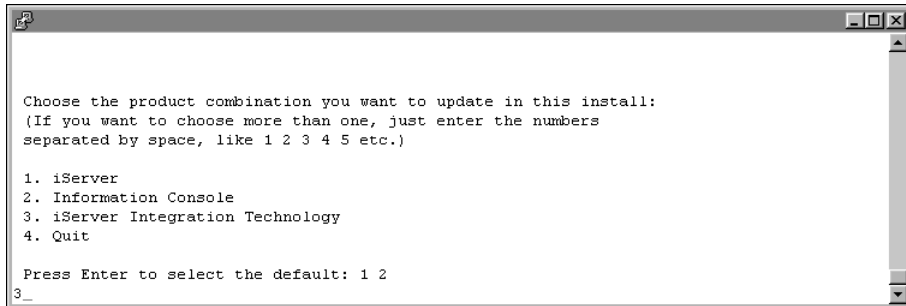 Choose the product combination you want to update in this install:
(If you want to choose more than one, just enter the numbers
separated by space, like 1 2 3 4 5 etc.)
1. iServer
2. Information Console
3. iServer Integration Technology
4. Quit
Press Enter to select the default: 1 2
3_